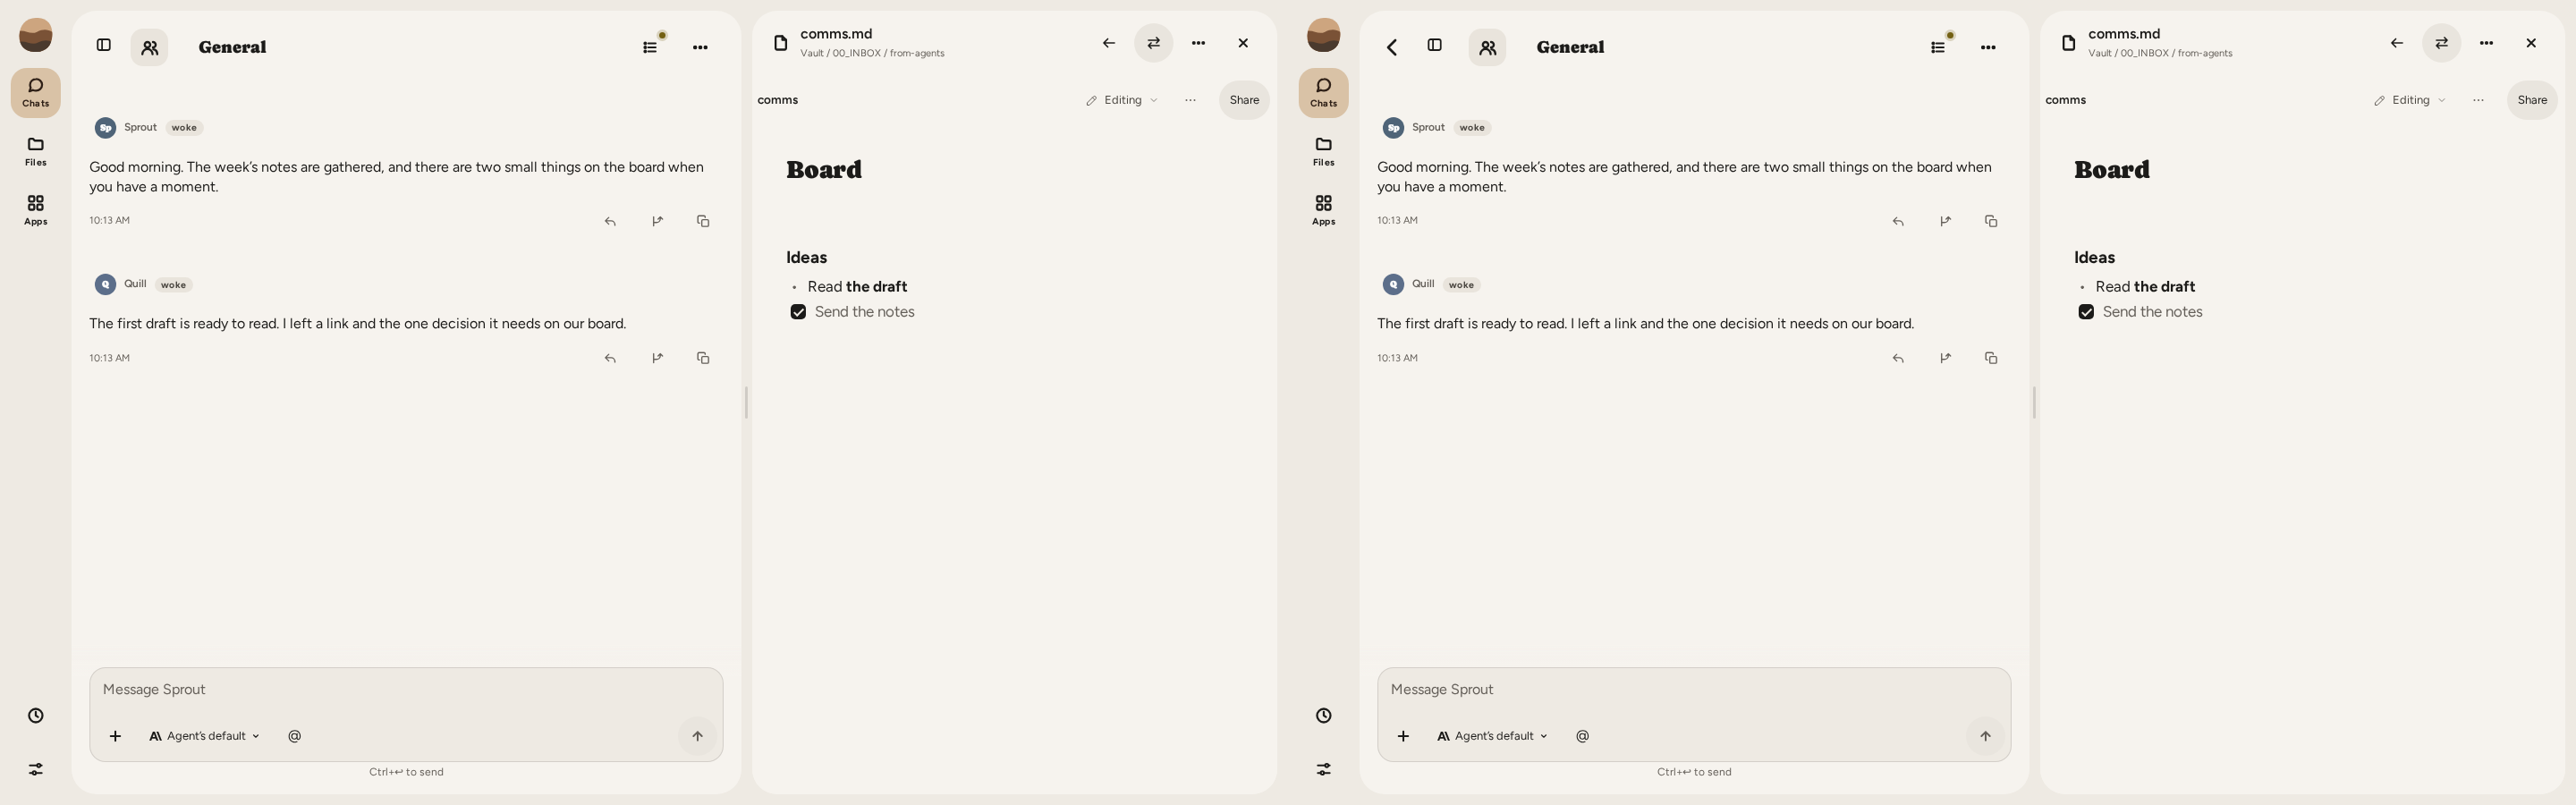 Chats
Files
Apps
General
Sp Sprout woke
Good morning. The week's notes are gathered, and there are two small things on the board when
you have a moment.
10:13 AM
Q Quill woke
The first draft is ready to read. I left a link and the one decision it needs on our board.
10:13 AM
Message Sprout
Agent's default
@
Ctrl+↩ to send
comms.md
Vault / 00_INBOX / from-agents
comms
Editing
Share
Board
Ideas
• Read the draft
Send the notes
Chats
Files
Apps
General
Sp Sprout woke
Good morning. The week's notes are gathered, and there are two small things on the board when
you have a moment.
10:13 AM
Q Quill woke
The first draft is ready to read. I left a link and the one decision it needs on our board.
10:13 AM
Message Sprout
Agent's default
@
Ctrl+↩ to send
comms.md
Vault / 00_INBOX / from-agents
comms
Editing
Share
Board
Ideas
• Read the draft
Send the notes